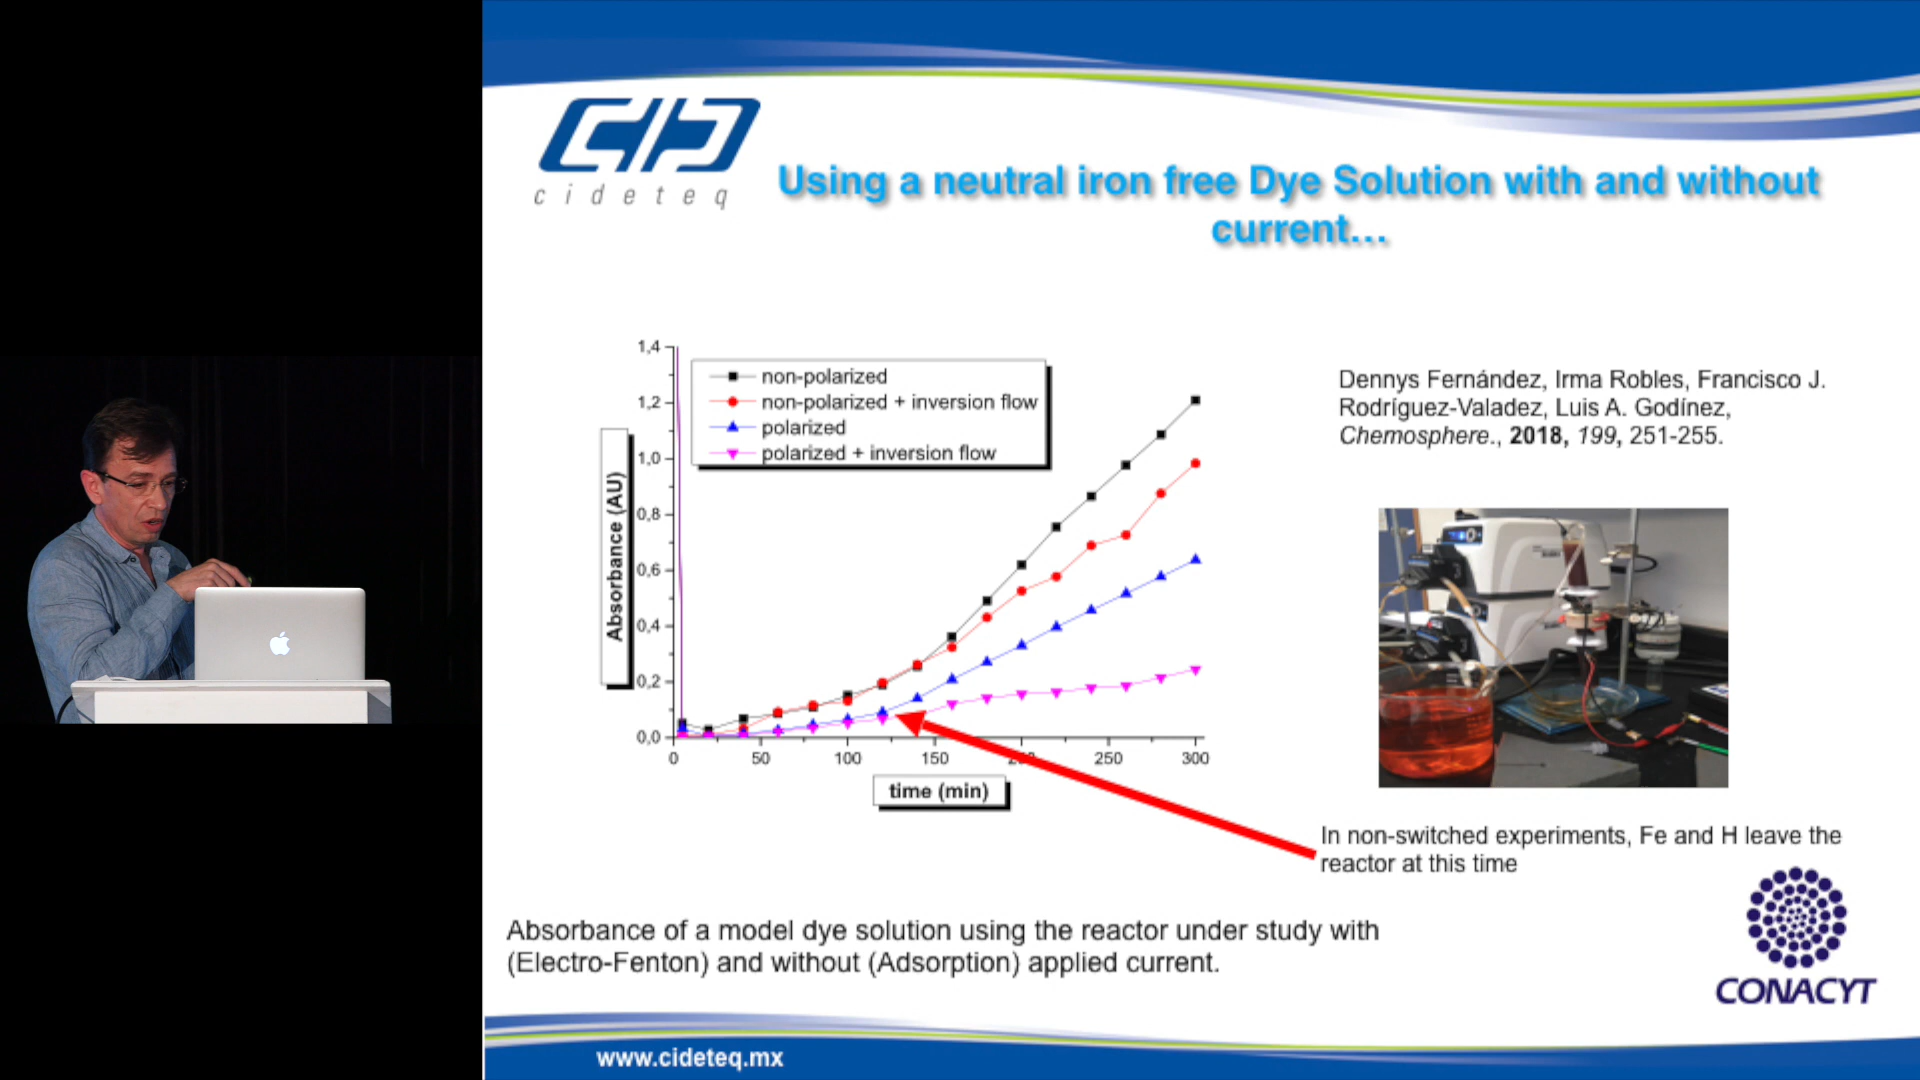 cideteq
Using a neutral iron free Dye Solution with and without
current...
1,4
1,2
1,0
0,8
0,6
0,4
0,2
0,0
non-polarized
non-polarized + inversion flow
polarized
polarized + inversion flow
Absorbance (AU)
0 50 100 150 200 250 300
time (min)
Dennys Fernández, Irma Robles, Francisco J.
Rodríguez-Valadez, Luis A. Godínez,
Chemosphere., 2018, 199, 251-255.
In non-switched experiments, Fe and H leave the
reactor at this time
Absorbance of a model dye solution using the reactor under study with
(Electro-Fenton) and without (Adsorption) applied current.
CONACYT
www.cideteq.mx